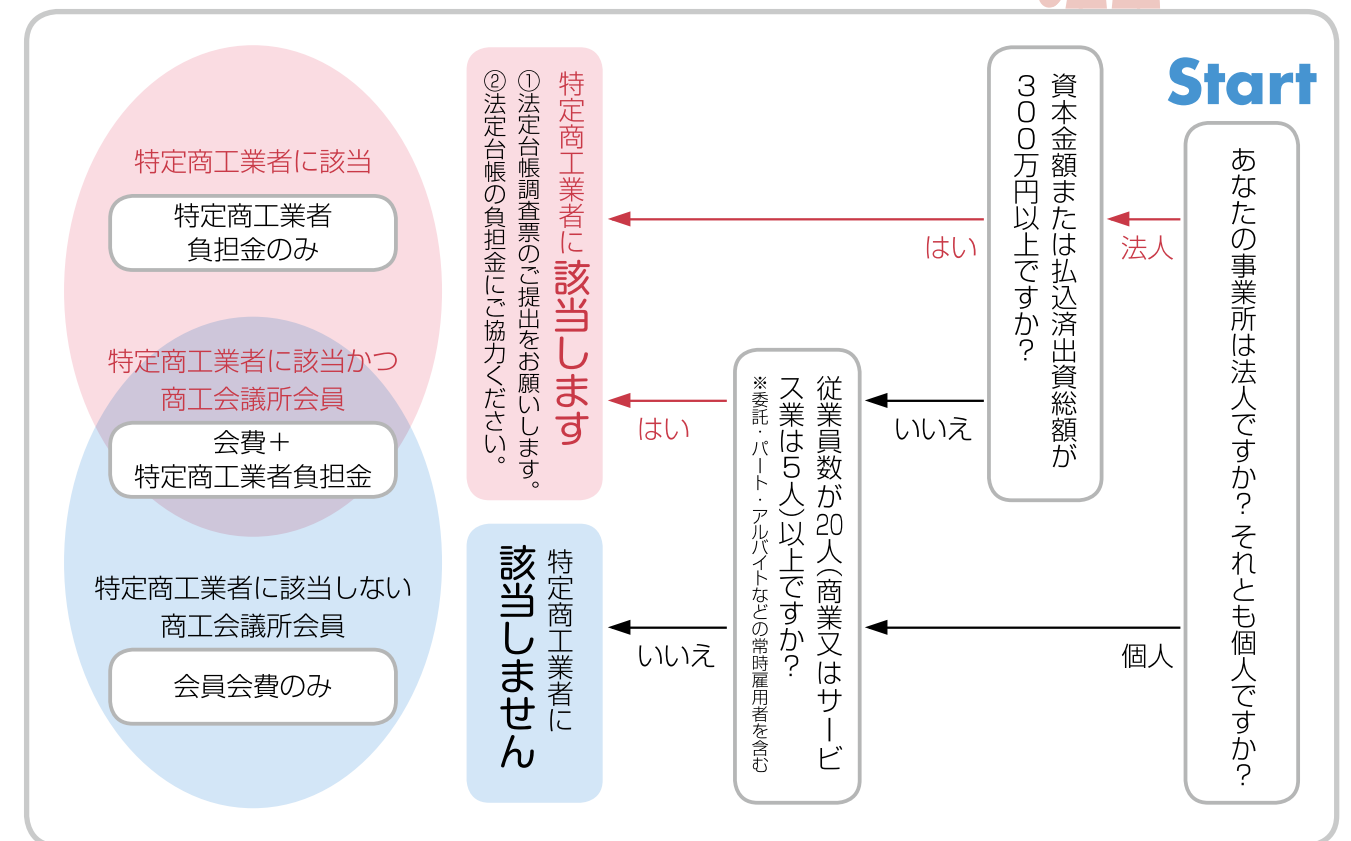 Start
あなたの事業所は法人ですか？それとも個人ですか？
法人
個人
資本金額または払込済出資総額が
３００万円以上ですか？
はい
いいえ
従業員数が20人（商業又はサービ
ス業は５人）以上ですか？
※委託・パート・アルバイトなどの常時雇用者を含む
はい
いいえ
特定商工業者に該当します
①法定台帳調査票のご提出をお願いします。
②法定台帳の負担金にご協力ください。
特定商工業者に
該当しません
特定商工業者に該当
特定商工業者
負担金のみ
特定商工業者に該当かつ
商工会議所会員
会費＋
特定商工業者負担金
特定商工業者に該当しない
商工会議所会員
会員会費のみ